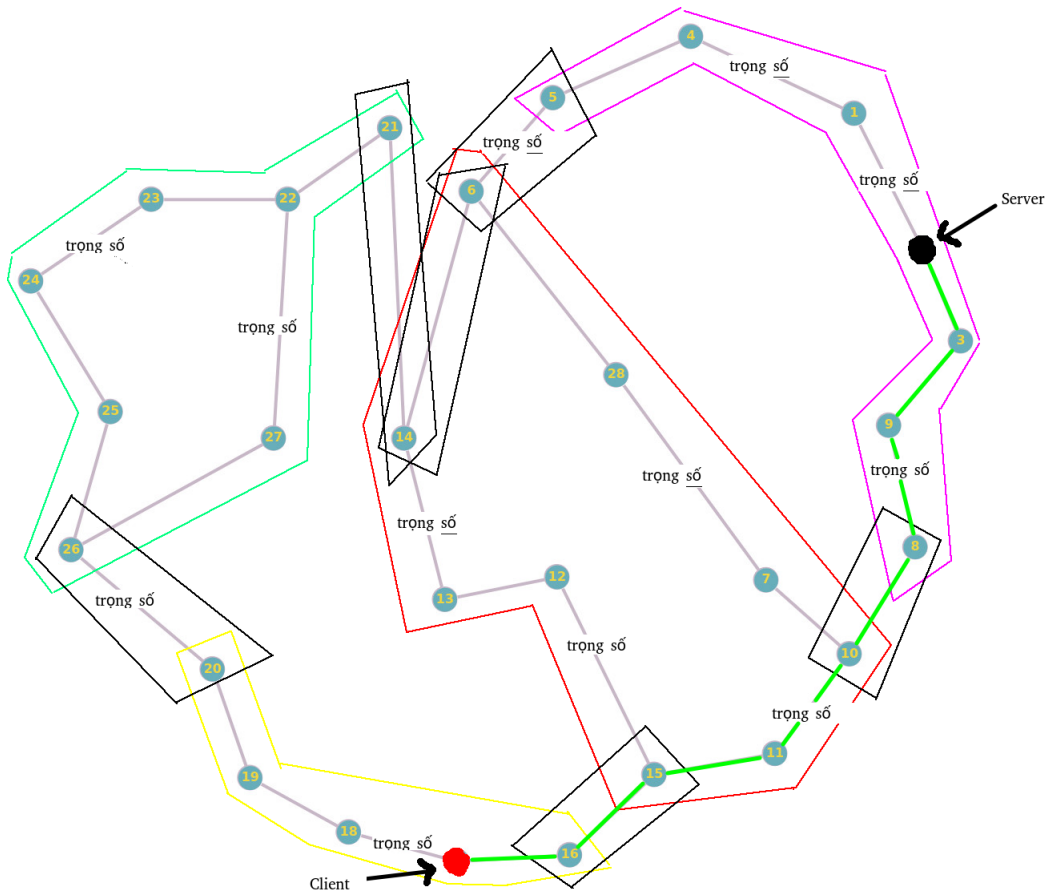 4
trọng số
5
1
21
trọng số
trọng số
6
23
22
Server
trọng số
24
trọng số
3
28
25
9
27
14
trọng số
trọng số
trọng số
26
8
12
7
trọng số
13
trọng số
10
20
trọng số
11
19
15
18
trọng số
16
Client